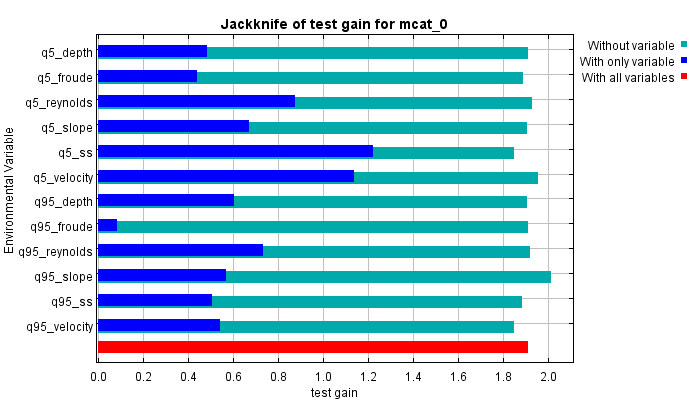 Jackknife of test gain for mcat_0
Without variable
With only variable
With all variables
Environmental Variable
q5_depth
q5_froude
q5_reynolds
q5_slope
q5_ss
q5_velocity
q95_depth
q95_froude
q95_reynolds
q95_slope
q95_ss
q95_velocity
0.0 0.2 0.4 0.6 0.8 1.0 1.2 1.4 1.6 1.8 2.0
test gain